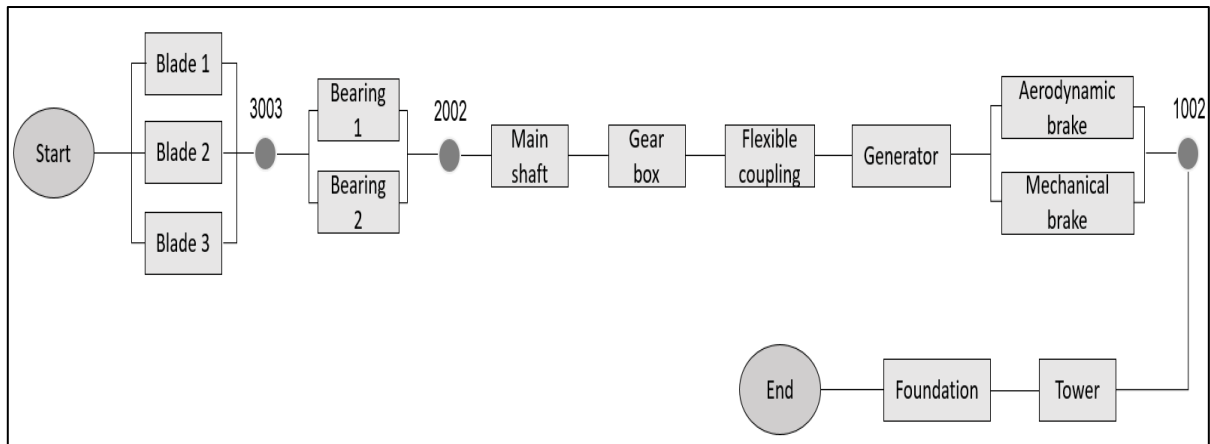 Start
Blade 1
Blade 2
Blade 3
3003
Bearing
1
Bearing
2
2002
Main
shaft
Gear
box
Flexible
coupling
Generator
Aerodynamic
brake
Mechanical
brake
1002
Tower
Foundation
End